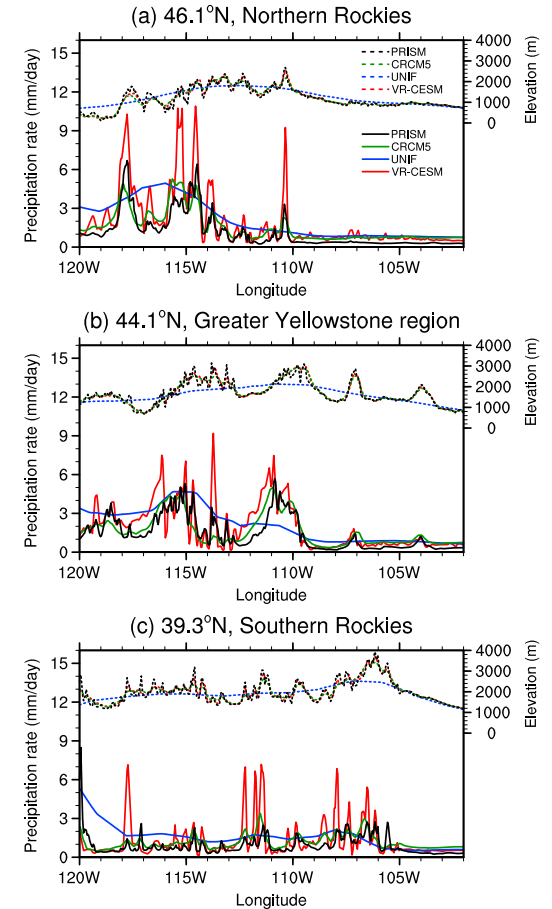 (a) 46.1°N, Northern Rockies
Precipitation rate (mm/day)
15
12
9
6
3
0
4000
3000
2000
1000
0
Elevation (m)
PRISM
CRCM5
UNIF
VR-CESM
PRISM
CRCM5
UNIF
VR-CESM
120W
115W
110W
105W
Longitude
(b) 44.1°N, Greater Yellowstone region
Precipitation rate (mm/day)
15
12
9
6
3
0
4000
3000
2000
1000
0
Elevation (m)
120W
115W
110W
105W
Longitude
(c) 39.3°N, Southern Rockies
Precipitation rate (mm/day)
15
12
9
6
3
0
4000
3000
2000
1000
0
Elevation (m)
120W
115W
110W
105W
Longitude